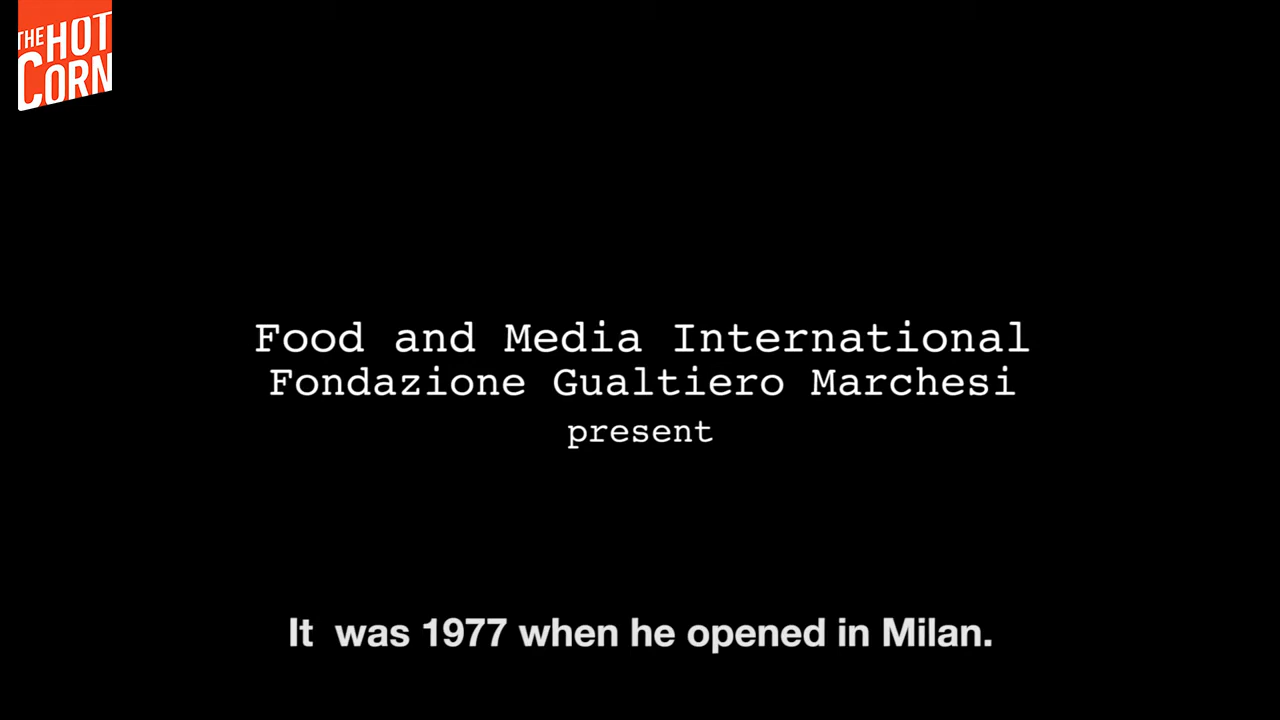 THE HOT
CORN
Food and Media International
Fondazione Gualtiero Marchesi
present
It was 1977 when he opened in Milan.